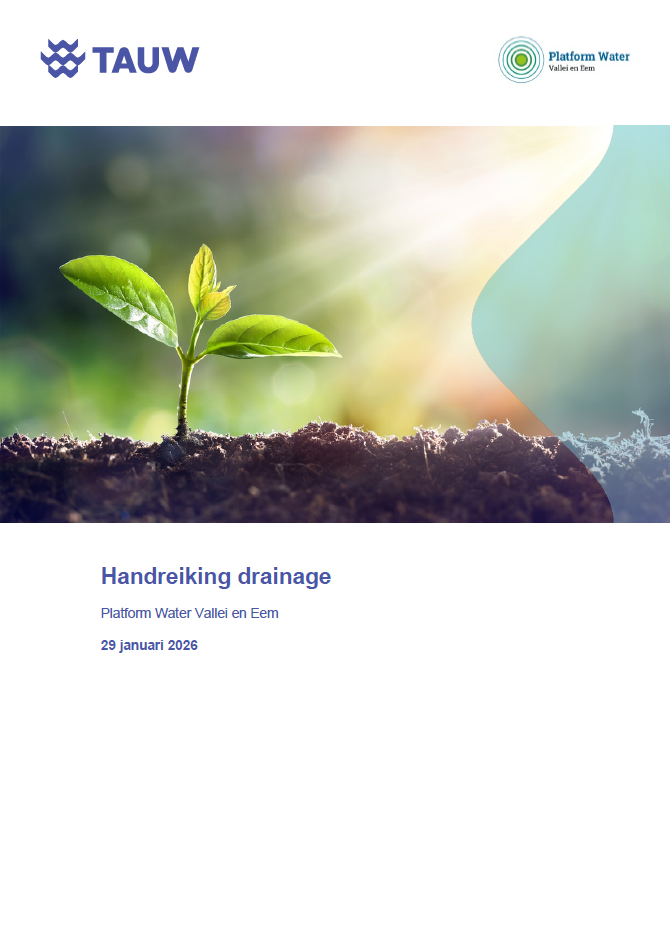 TAUW
Platform Water
Vallei en Eem
Handreiking drainage
Platform Water Vallei en Eem
29 januari 2026